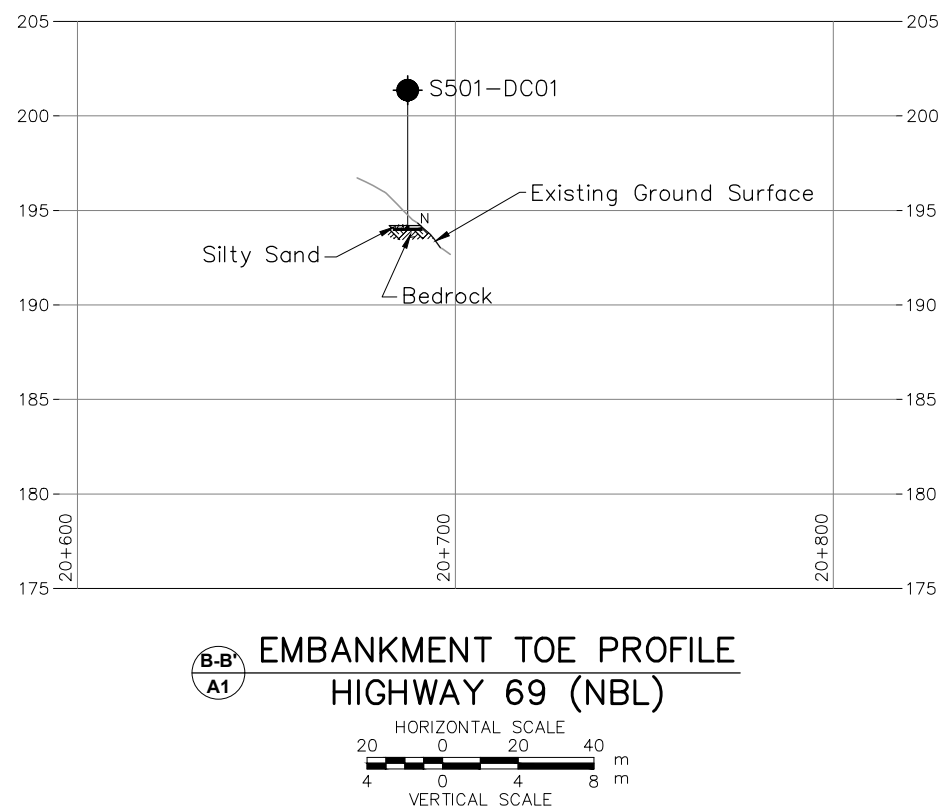 205 205
S501-DC01
200 200
195 Existing Ground Surface 195
N
Silty Sand
190 Bedrock 190
185 185
180 180
20+600 20+700 20+800
175 175
B-B' EMBANKMENT TOE PROFILE
A1 HIGHWAY 69 (NBL)
HORIZONTAL SCALE
20 0 20 40 m
4 0 4 8 m
VERTICAL SCALE